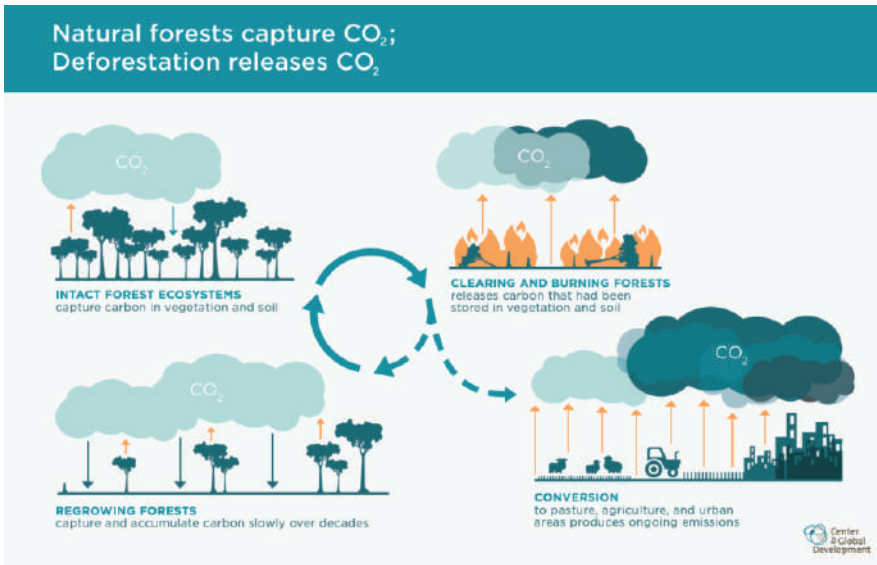 Natural forests capture CO₂;
Deforestation releases CO₂
CO₂
INTACT FOREST ECOSYSTEMS
capture carbon in vegetation and soil
CO₂
CLEARING AND BURNING FORESTS
releases carbon that had been
stored in vegetation and soil
CO₂
REGROWING FORESTS
capture and accumulate carbon slowly over decades
CO₂
CONVERSION
to pasture, agriculture, and urban
areas produces ongoing emissions
Center
Global
Development